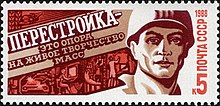 ПЕРЕСТРОЙКА-
ЭТО ОПОРА
НА ЖИВОЕ ТВОРЧЕСТВО
МАСС
1988
ПОЧТА СССР
5 К